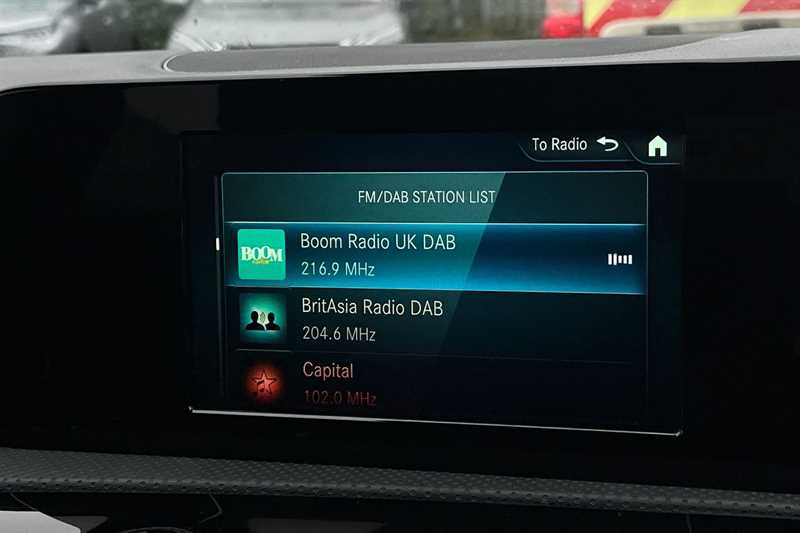 To Radio
FM/DAB STATION LIST
BOOM
Boom Radio UK DAB
216.9 MHz
BritAsia Radio DAB
204.6 MHz
Capital
102.0 MHz